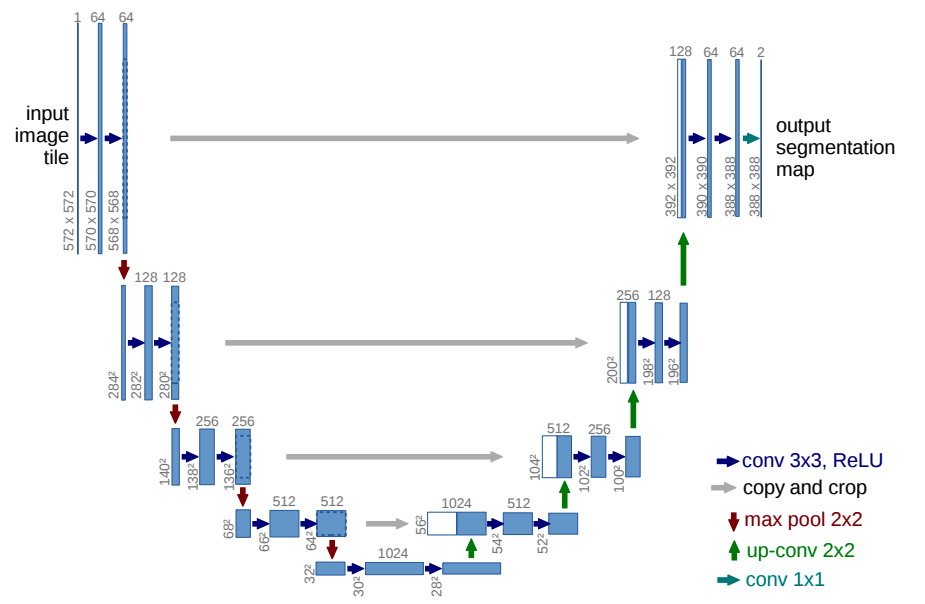 1 64 64
input
image
tile
572 x 572
570 x 570
568 x 568
128 64 64 2
output
segmentation
map
392 x 392
390 x 390
388 x 388
388 x 388
128 128
284²
282²
280²
256 128
200²
198²
196²
256 256
140²
138²
136²
512 256
104²
102²
100²
512 512
68²
66²
64²
1024 512
56²
54²
52²
1024
32²
30²
28²
conv 3x3, ReLU
copy and crop
max pool 2x2
up-conv 2x2
conv 1x1